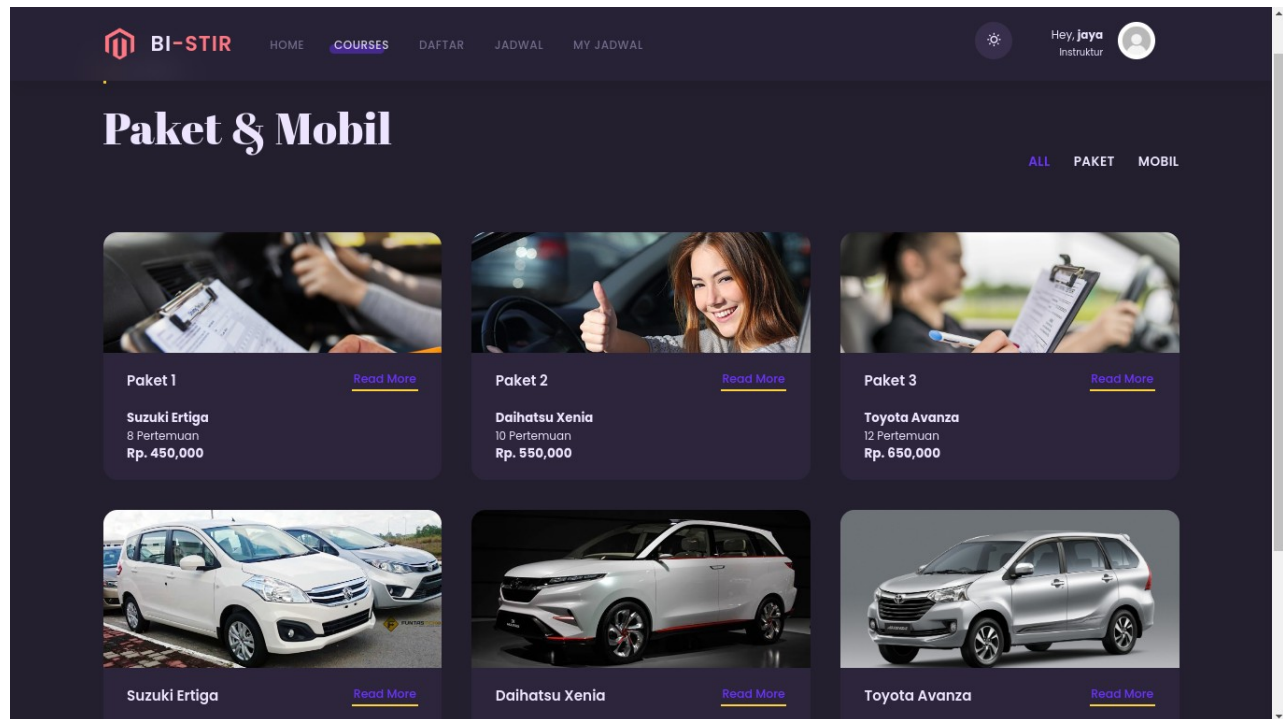 BI-STIR HOME COURSES DAFTAR JADWAL MY JADWAL Hey, jaya
Instruktur
Paket & Mobil
ALL PAKET MOBIL
Paket 1 Read More
Suzuki Ertiga
8 Pertemuan
Rp. 450,000
Paket 2 Read More
Daihatsu Xenia
10 Pertemuan
Rp. 550,000
Paket 3 Read More
Toyota Avanza
12 Pertemuan
Rp. 650,000
Suzuki Ertiga Read More
Daihatsu Xenia Read More
Toyota Avanza Read More